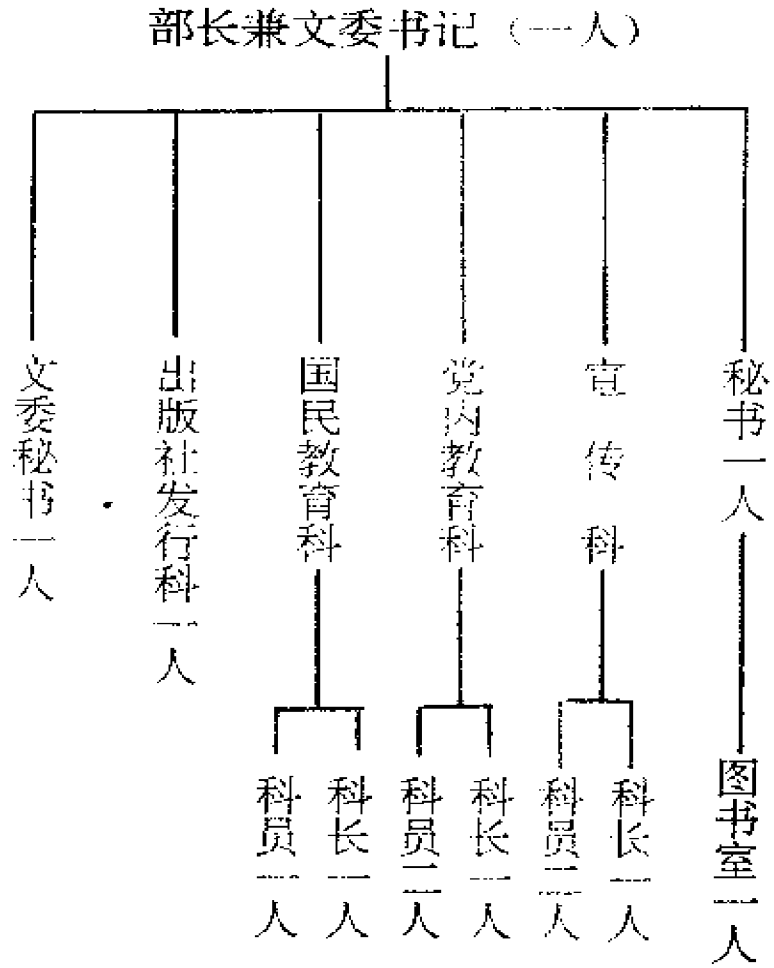 部长兼文委书记（一人）
秘书一人
宣传科
党内教育科
国民教育科
出版社发行科一人
文委秘书一人
图书室一人
科长一人
科员二人
科长一人
科员二人
科长一人
科员一人